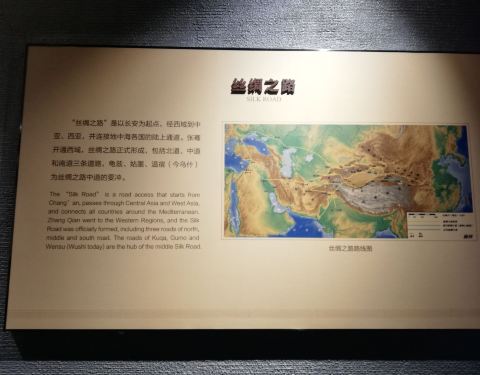 丝绸之路
SILK ROAD
“丝绸之路”是以长安为起点，经西域到中
亚、西亚，并连接地中海各国的陆上通道。张骞
开通西域，丝绸之路正式形成，包括北道、中道
和南道三条道路，龟兹、姑墨、温宿（今乌什）
为丝绸之路中道的要冲。
The “Silk Road” is a road access that starts from
Chang’an, passes through Central Asia and West Asia,
and connects all countries around the Mediterranean.
Zhang Qian went to the Western Regions, and the Silk
Road was officially formed, including three roads of north,
middle and south road. The roads of Kuqa, Gumo and
Wensu (Wushi today) are the hub of the middle Silk Road.
丝绸之路路线图